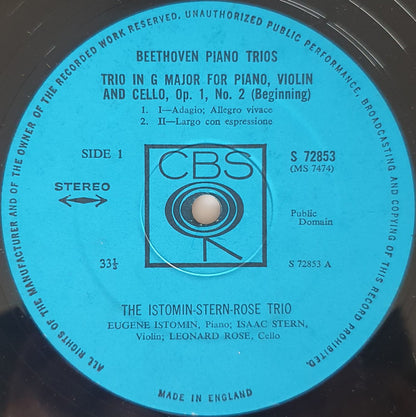 ALL RIGHTS OF THE MANUFACTURER AND OF THE OWNER OF THE RECORDED WORK RESERVED. UNAUTHORIZED PUBLIC PERFORMANCE, BROADCASTING AND COPYING OF THIS RECORD PROHIBITED.
BEETHOVEN PIANO TRIOS
TRIO IN G MAJOR FOR PIANO, VIOLIN
AND CELLO, Op. 1, No. 2 (Beginning)
1. I—Adagio; Allegro vivace
2. II—Largo con espressione
SIDE 1
CBS
S 72853
(MS 7474)
STEREO
Public
Domain
33⅓
S 72853 A
THE ISTOMIN-STERN-ROSE TRIO
EUGENE ISTOMIN, Piano; ISAAC STERN,
Violin; LEONARD ROSE, Cello
MADE IN ENGLAND